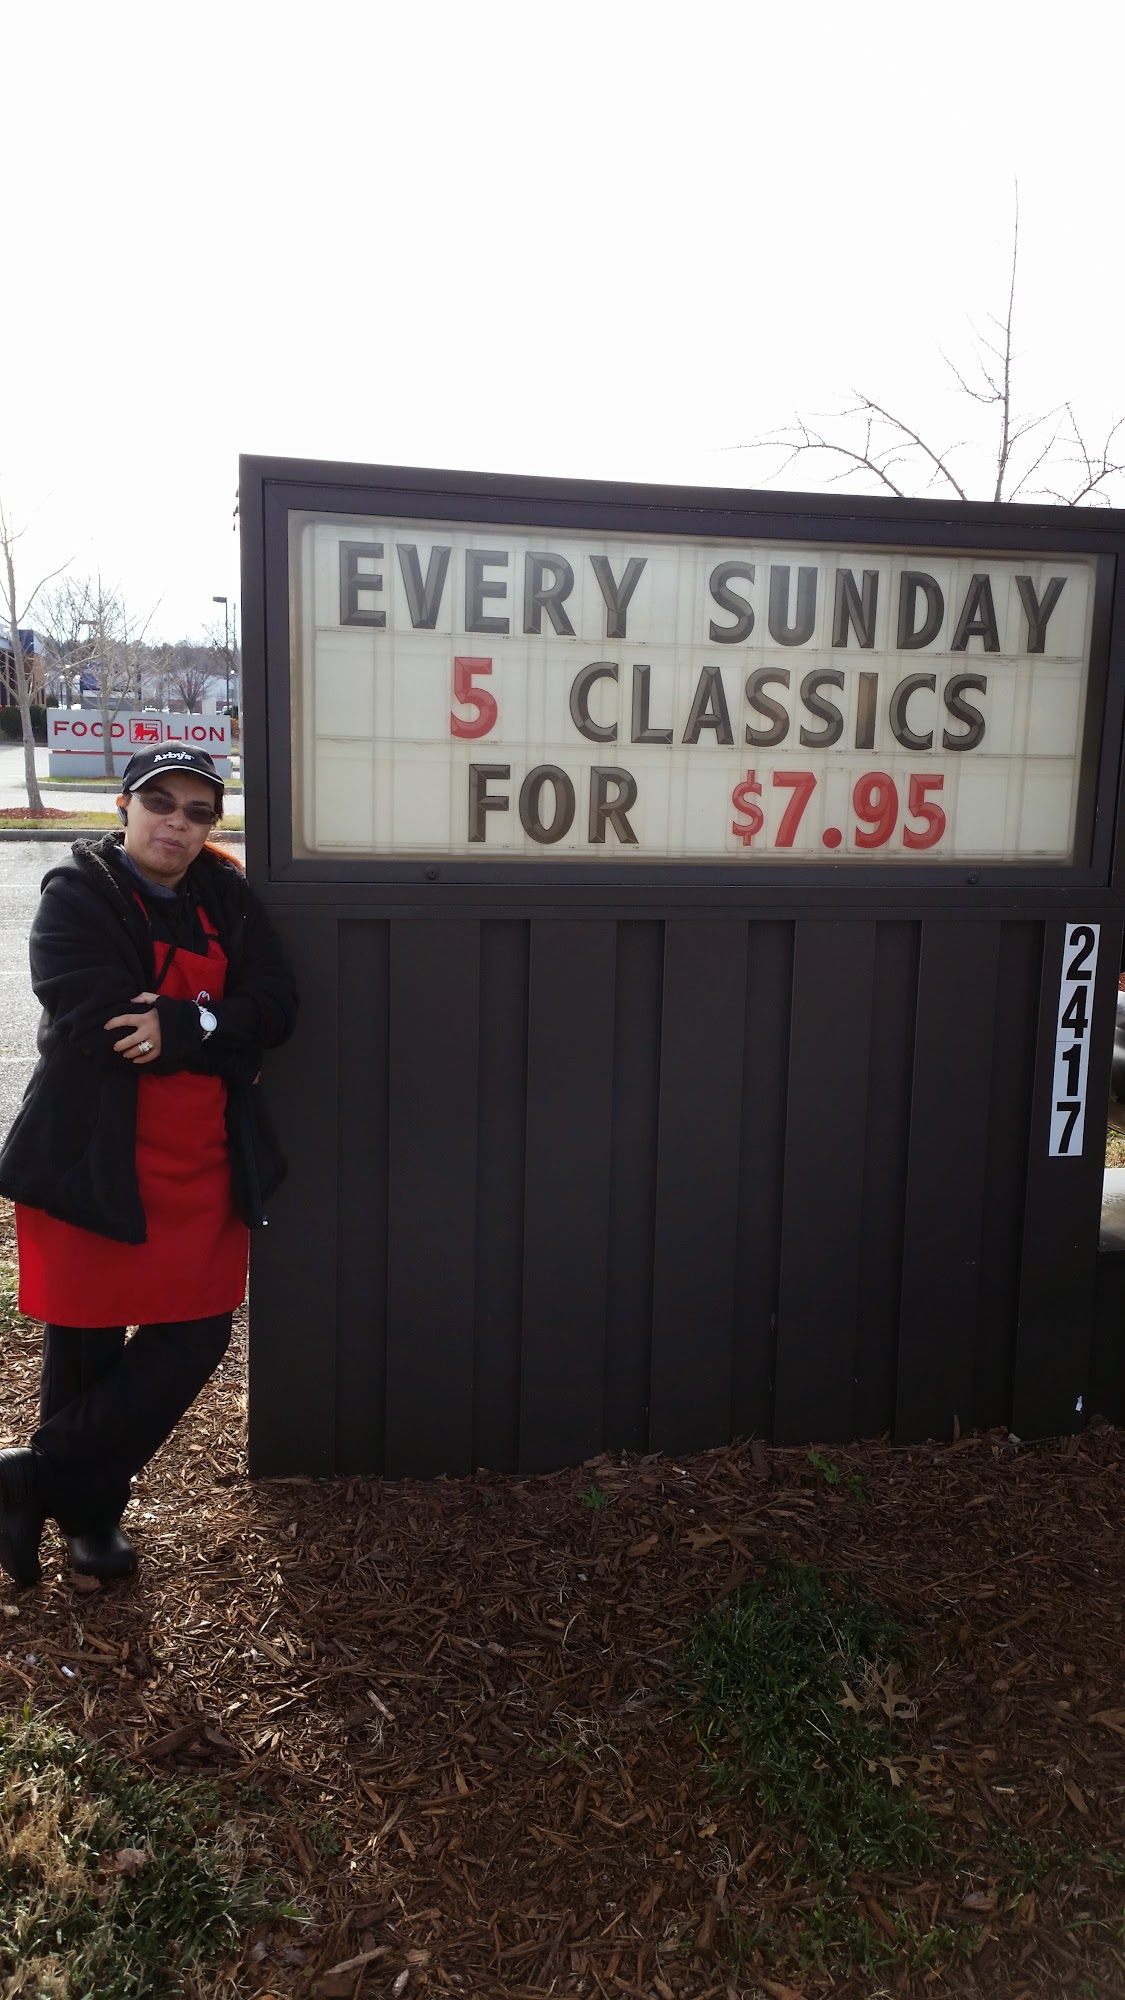 EVERY SUNDAY
5 CLASSICS
FOR $7.95
FOOD LION
Arby's
2417